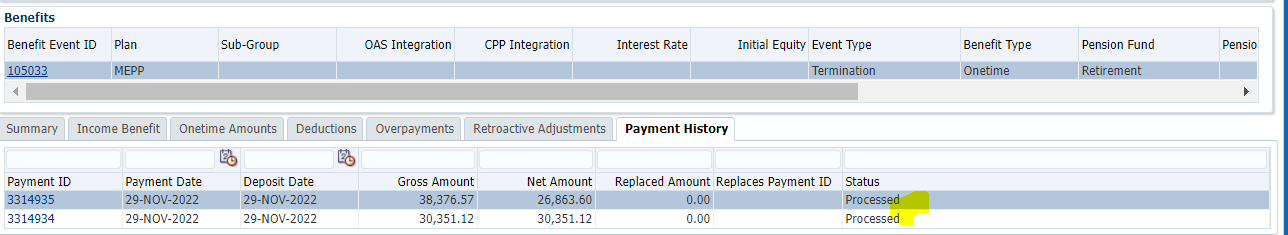 Benefits
Benefit Event ID Plan Sub-Group OAS Integration CPP Integration Interest Rate Initial Equity Event Type Benefit Type Pension Fund Pensio
105033 MEPP Termination Onetime Retirement
Summary Income Benefit Onetime Amounts Deductions Overpayments Retroactive Adjustments Payment History
Payment ID Payment Date Deposit Date Gross Amount Net Amount Replaced Amount Replaces Payment ID Status
3314935 29-NOV-2022 29-NOV-2022 38,376.57 26,863.60 0.00 Processed
3314934 29-NOV-2022 29-NOV-2022 30,351.12 30,351.12 0.00 Processed